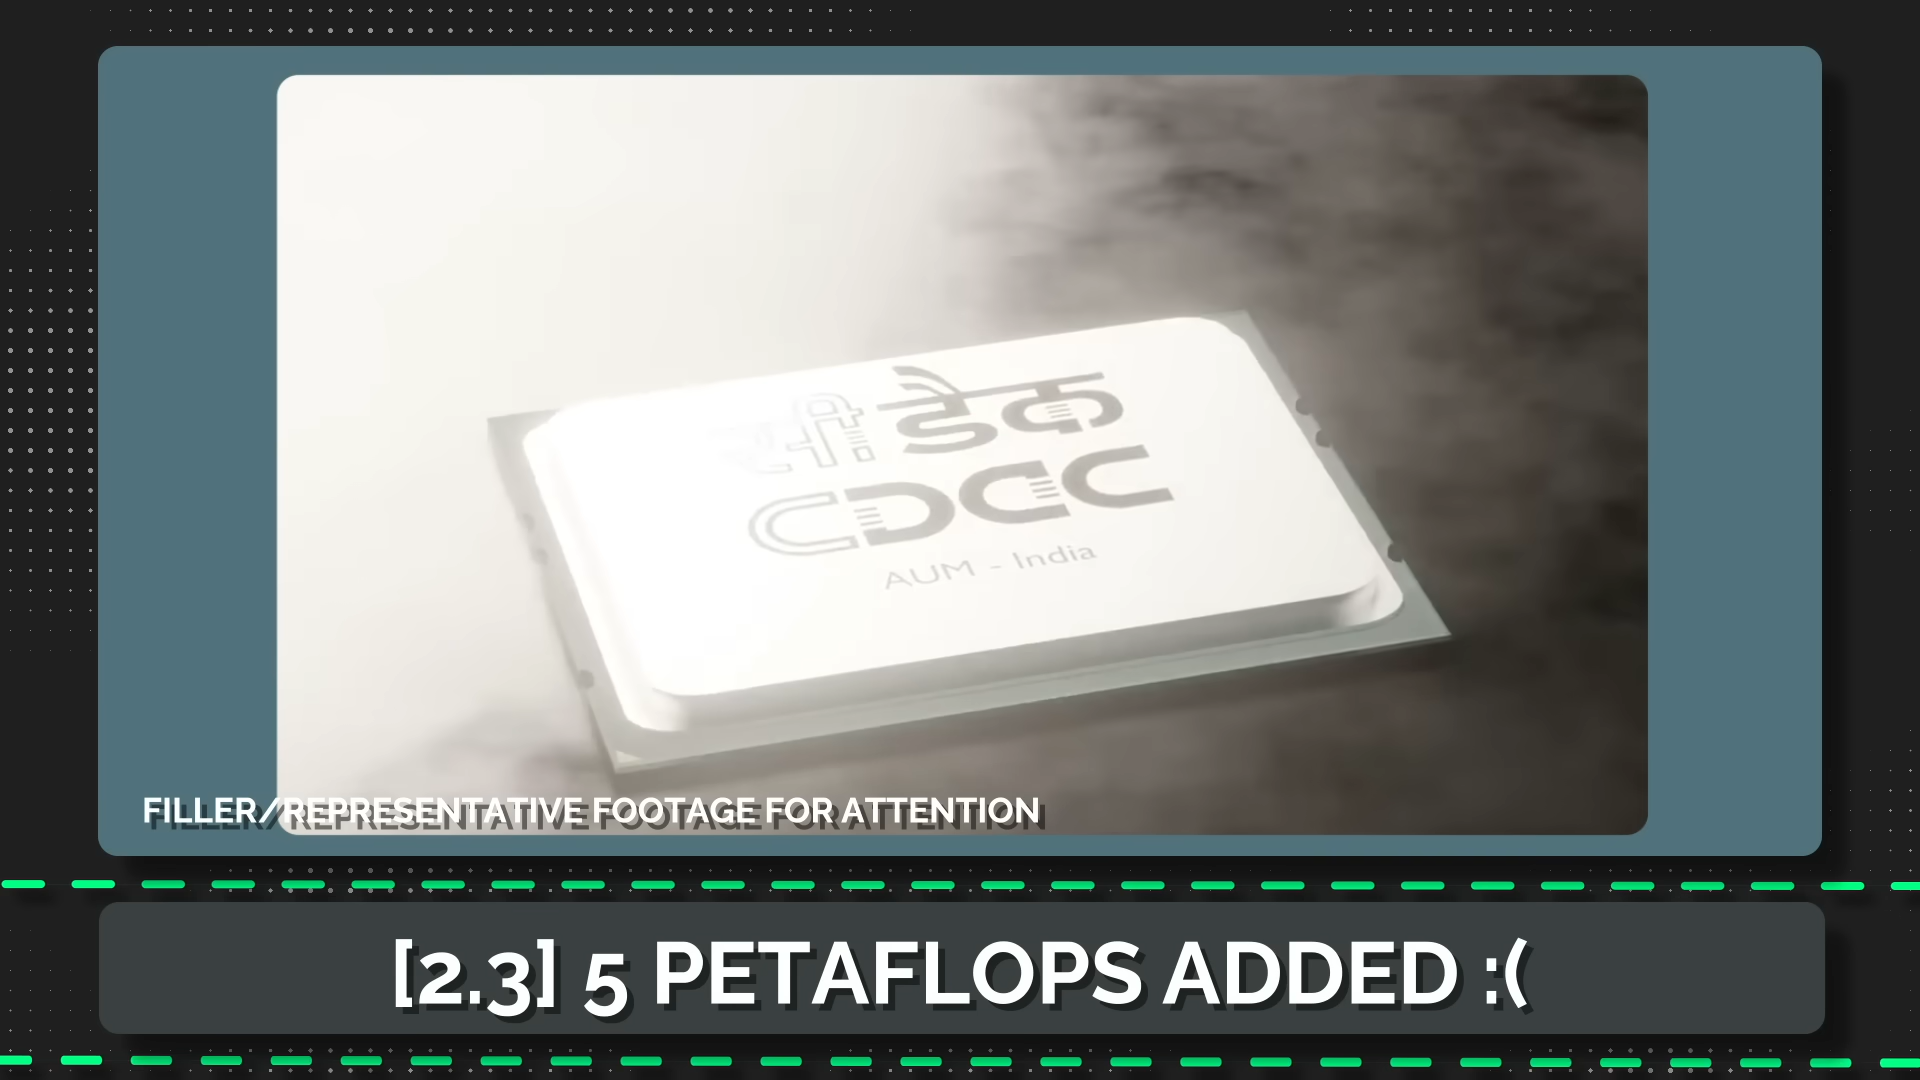 सी डैक
CDAC
AUM - India
FILLER/REPRESENTATIVE FOOTAGE FOR ATTENTION
[2.3] 5 PETAFLOPS ADDED :(